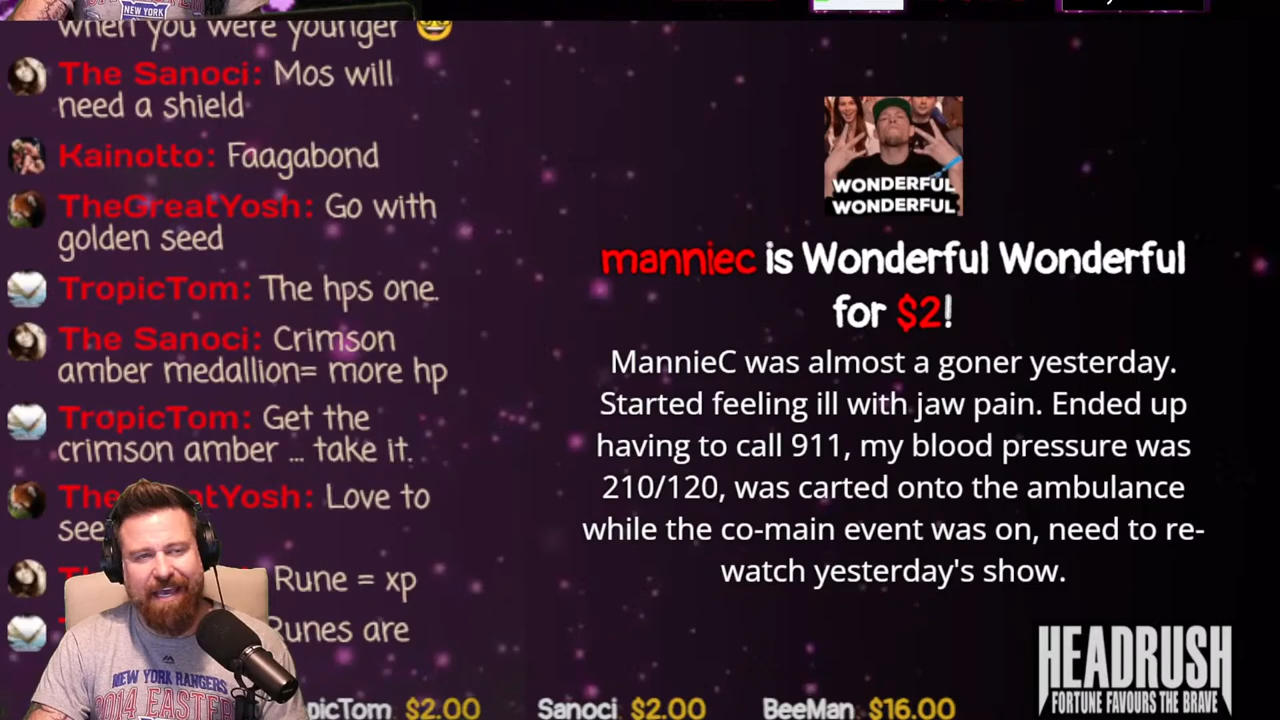 NEW YORK
when you were younger
The Sanoci: Mos will
need a shield
Kainotto: Faagabond
TheGreatYosh: Go with
golden seed
TropicTom: The hps one.
The Sanoci: Crimson
amber medallion= more hp
TropicTom: Get the
crimson amber ... take it.
TheGreatYosh: Love to
see
Rune = xp
Runes are
NEW YORK RANGERS
2014 EASTER
WONDERFUL
WONDERFUL
manniec is Wonderful Wonderful
for $2!
MannieC was almost a goner yesterday.
Started feeling ill with jaw pain. Ended up
having to call 911, my blood pressure was
210/120, was carted onto the ambulance
while the co-main event was on, need to re-
watch yesterday's show.
HEADRUSH
FORTUNE FAVOURS THE BRAVE
picTom $2.00 Sanoci $2.00 BeeMan $16.00